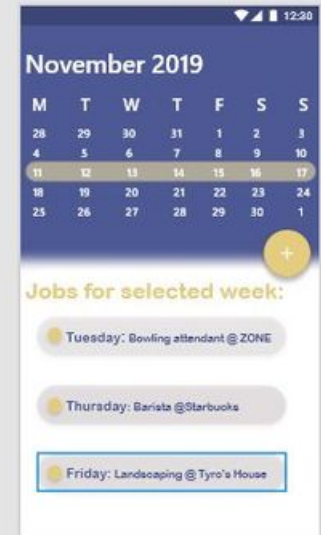 12:30
November 2019
M T W T F S S
28 29 30 31 1 2 3
4 5 6 7 8 9 10
11 12 13 14 15 16 17
18 19 20 21 22 23 24
25 26 27 28 29 30 1
+
Jobs for selected week:
Tuesday: Bowling attendant @ ZONE
Thursday: Barista @Starbucks
Friday: Landscaping @ Tyro's House